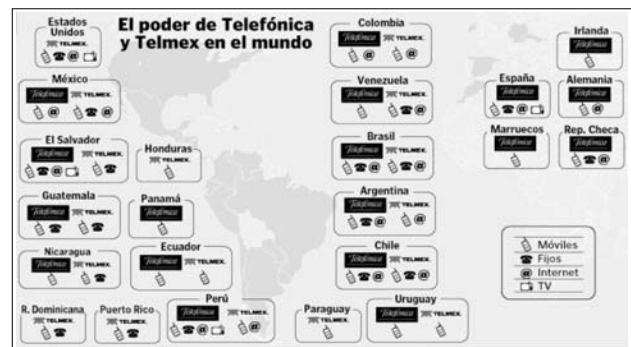 El poder de Telefónica
y Telmex en el mundo
Estados
Unidos
TELMEX.
México
Telefónica TELMEX.
El Salvador
Telefónica TELMEX.
Honduras
TELMEX.
Guatemala
Telefónica TELMEX.
Panamá
Telefónica
Nicaragua
Telefónica TELMEX.
Ecuador
Telefónica TELMEX.
R. Dominicana
TELMEX.
Puerto Rico
TELMEX.
Perú
Telefónica TELMEX.
Colombia
Telefónica TELMEX.
Venezuela
Telefónica TELMEX.
Brasil
Telefónica TELMEX.
Argentina
Telefónica TELMEX.
Chile
Telefónica TELMEX.
Paraguay
TELMEX.
Uruguay
Telefónica TELMEX.
Irlanda
Telefónica
España
Telefónica
Alemania
Telefónica
Marruecos
Telefónica
Rep. Checa
Telefónica
Móviles
Fijos
@ Internet
TV